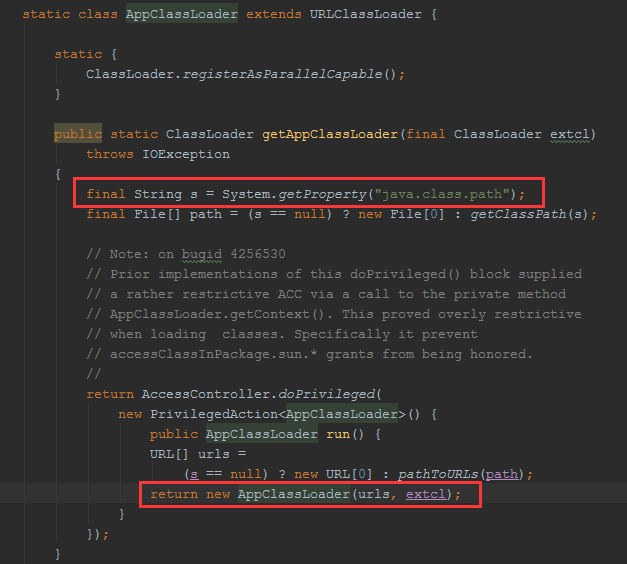 static class AppClassLoader extends URLClassLoader {
static {
ClassLoader.registerAsParallelCapable();
}
public static ClassLoader getAppClassLoader(final ClassLoader extcl)
throws IOException
{
final String s = System.getProperty("java.class.path");
final File[] path = (s == null) ? new File[0] : getClassPath(s);
// Note: on bugid 4256530
// Prior implementations of this doPrivileged() block supplied
// a rather restrictive ACC via a call to the private method
// AppClassLoader.getContext(). This proved overly restrictive
// when loading  classes. Specifically it prevent
// accessClassInPackage.sun.* grants from being honored.
//
return AccessController.doPrivileged(
new PrivilegedAction<AppClassLoader>() {
public AppClassLoader run() {
URL[] urls =
(s == null) ? new URL[0] : pathToURLs(path);
return new AppClassLoader(urls, extcl);
}
});
}